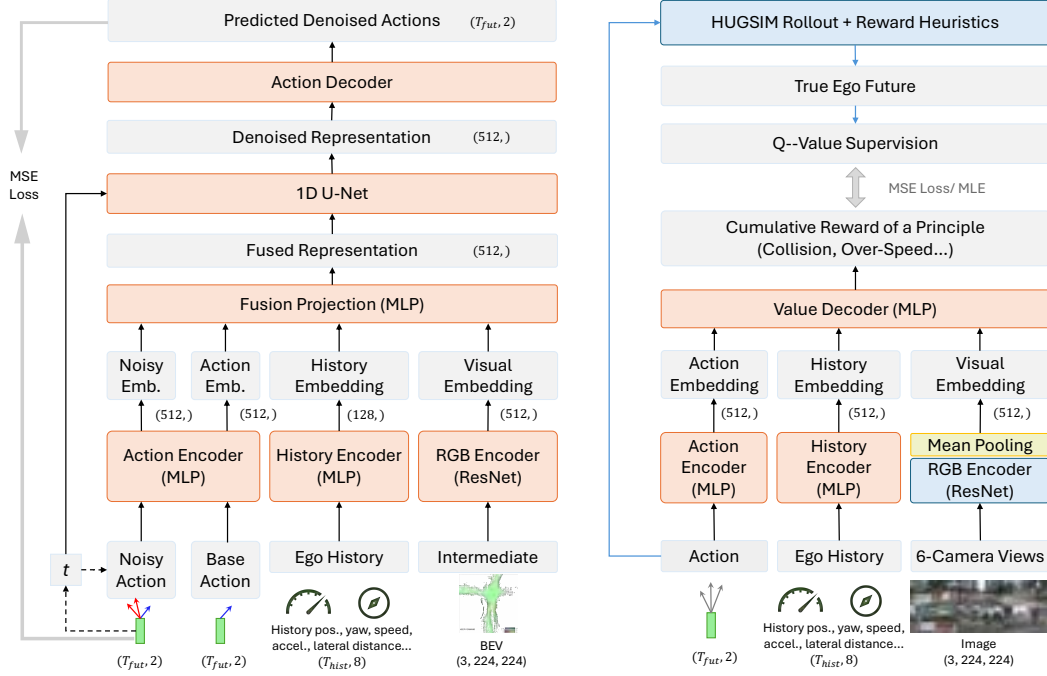 Predicted Denoised Actions
(T_fut, 2)
Action Decoder
Denoised Representation
(512,)
MSE
Loss
1D U-Net
Fused Representation
(512,)
Fusion Projection (MLP)
Noisy
Emb.
Action
Emb.
History
Embedding
Visual
Embedding
(512,)
(512,)
(128,)
(512,)
Action Encoder
(MLP)
History Encoder
(MLP)
RGB Encoder
(ResNet)
t
Noisy
Action
Base
Action
Ego History
Intermediate
(T_fut, 2)
(T_fut, 2)
History pos., yaw, speed,
accel., lateral distance...
(T_hist, 8)
BEV
(3, 224, 224)
HUGSIM Rollout + Reward Heuristics
True Ego Future
Q--Value Supervision
MSE Loss/ MLE
Cumulative Reward of a Principle
(Collision, Over-Speed...)
Value Decoder (MLP)
Action
Embedding
History
Embedding
Visual
Embedding
(512,)
(512,)
(512,)
Action
Encoder
(MLP)
History
Encoder
(MLP)
Mean Pooling
RGB Encoder
(ResNet)
Action
Ego History
6-Camera Views
(T_fut, 2)
History pos., yaw, speed,
accel., lateral distance...
(T_hist, 8)
Image
(3, 224, 224)